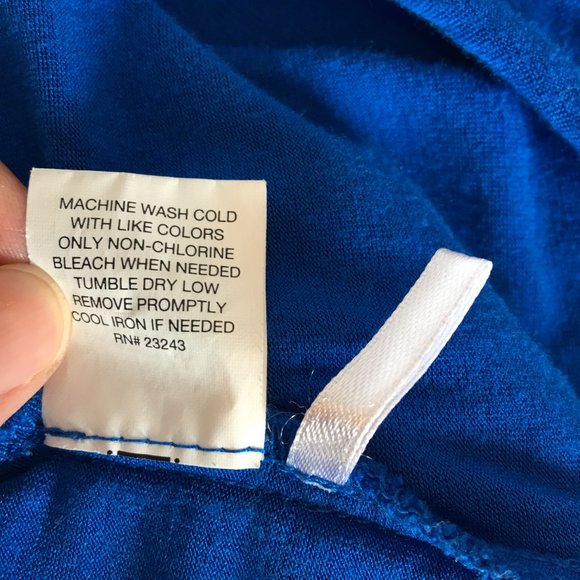 MACHINE WASH COLD
WITH LIKE COLORS
ONLY NON-CHLORINE
BLEACH WHEN NEEDED
TUMBLE DRY LOW
REMOVE PROMPTLY
COOL IRON IF NEEDED
RN# 23243